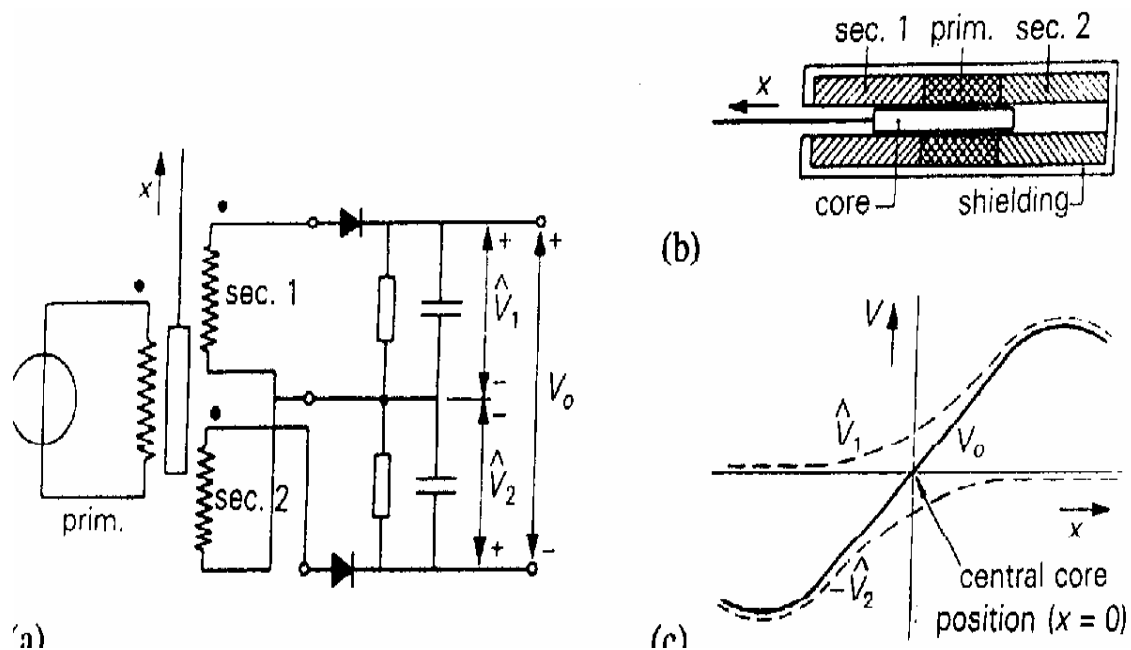 x
sec. 1
sec. 2
prim.
+
V̂₁
−
−
V̂₂
+
+
Vₒ
−
(a)
sec. 1 prim. sec. 2
x
core
shielding
(b)
V
V̂₁
Vₒ
x
-V̂₂
central core
position (x = 0)
(c)